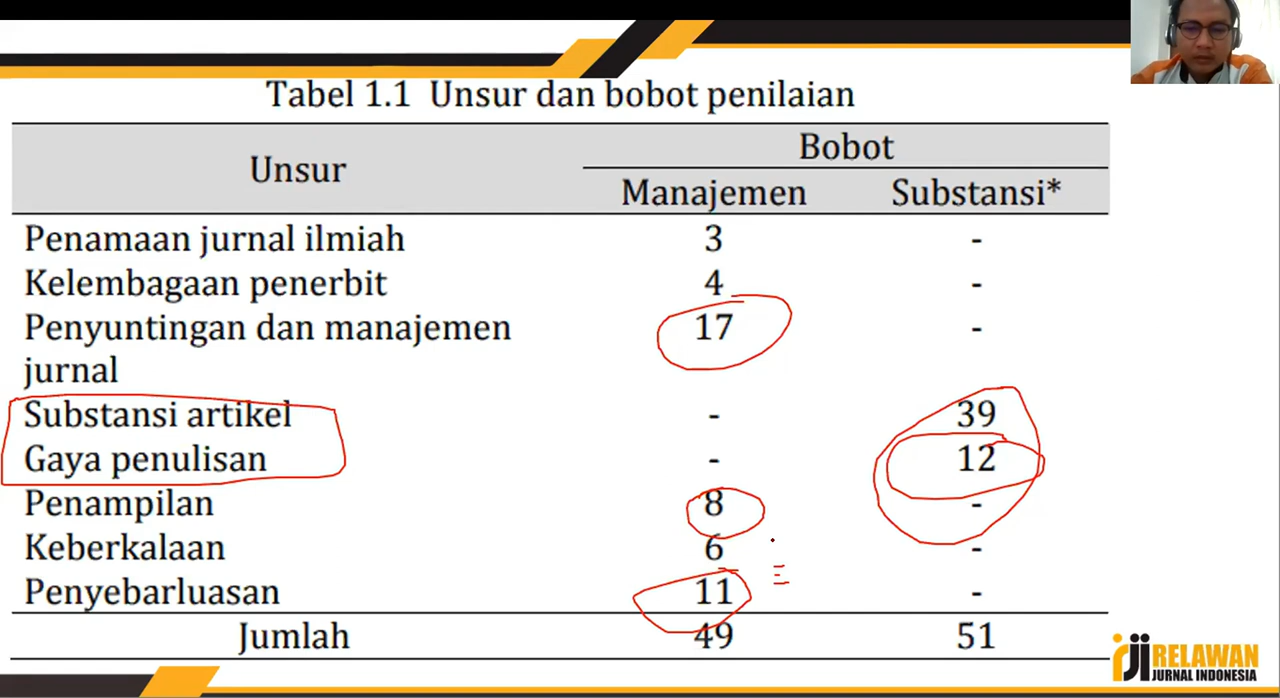 Tabel 1.1 Unsur dan bobot penilaian
Unsur Bobot
Manajemen Substansi*
Penamaan jurnal ilmiah 3 -
Kelembagaan penerbit 4 -
Penyuntingan dan manajemen 17 -
jurnal
Substansi artikel - 39
Gaya penulisan - 12
Penampilan 8 -
Keberkalaan 6 -
Penyebarluasan 11 -
Jumlah 49 51
rji RELAWAN
JURNAL INDONESIA